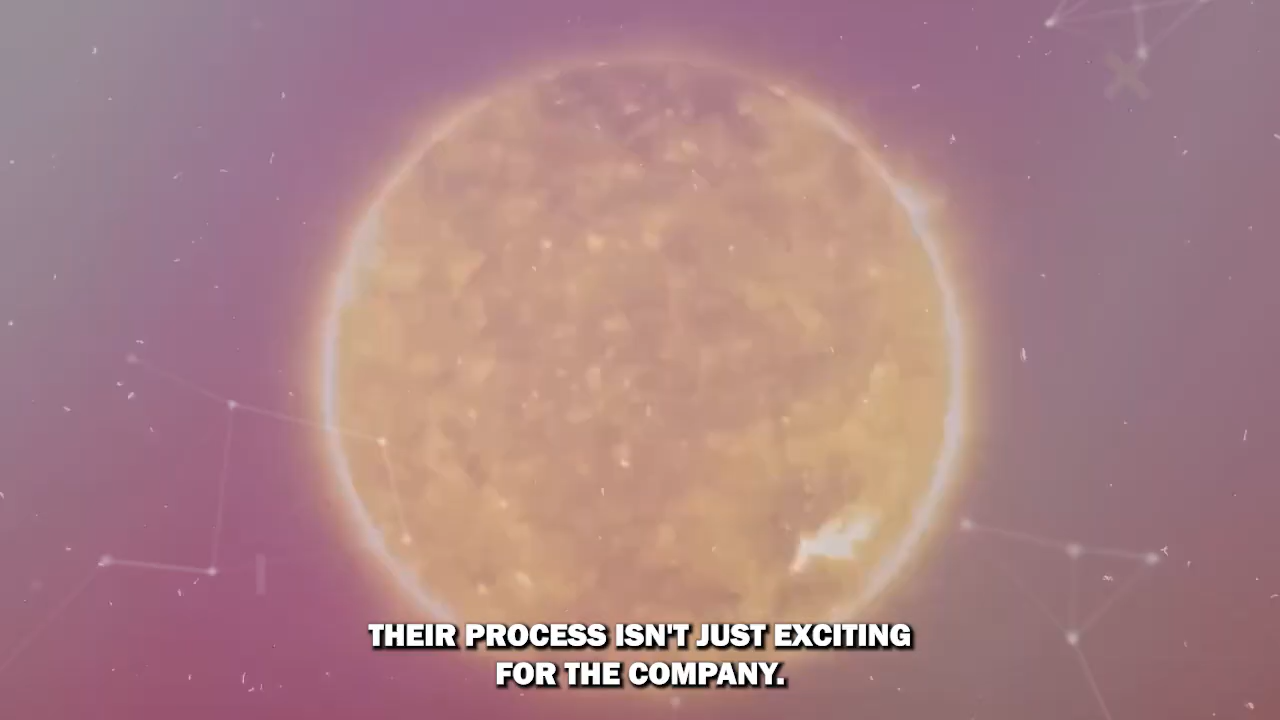 THEIR PROCESS ISN'T JUST EXCITING
FOR THE COMPANY.